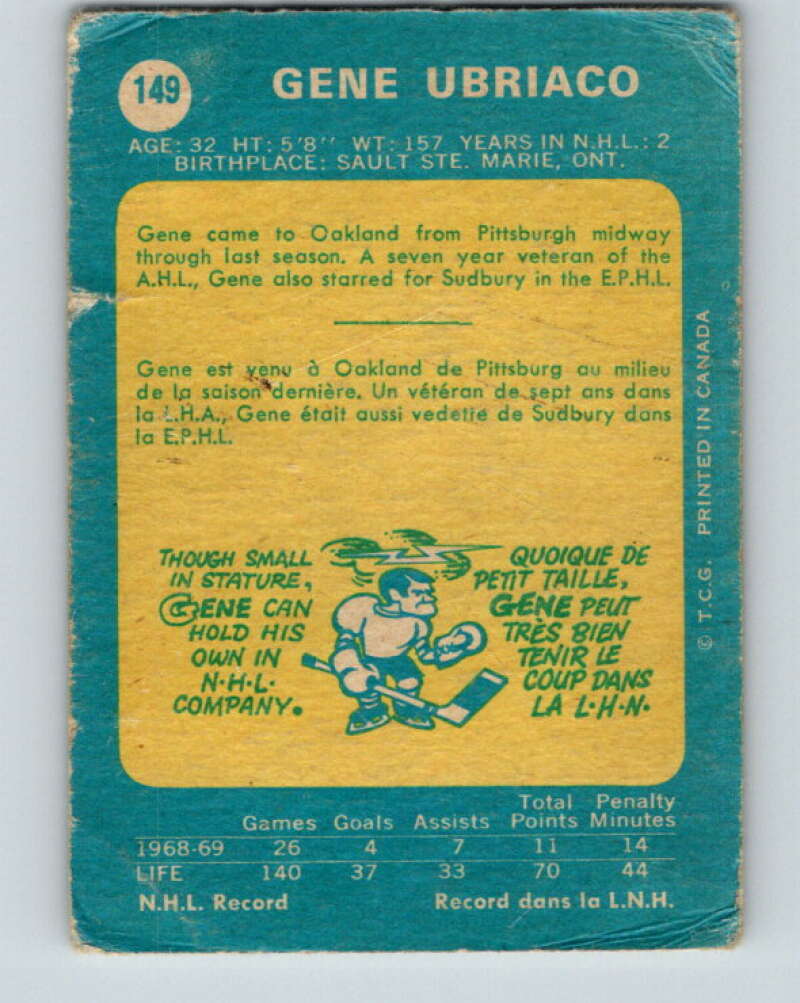 149
GENE UBRIACO
AGE: 32 HT: 5'8" WT: 157 YEARS IN N.H.L.: 2
BIRTHPLACE: SAULT STE. MARIE, ONT.
Gene came to Oakland from Pittsburgh midway
through last season. A seven year veteran of the
A.H.L., Gene also starred for Sudbury in the E.P.H.L.
Gene est venu à Oakland de Pittsburg au milieu
de la saison dernière. Un vétéran de sept ans dans
la L.H.A., Gene était aussi vedette de Sudbury dans
la E.P.H.L.
THOUGH SMALL
IN STATURE,
GENE CAN
HOLD HIS
OWN IN
N·H·L·
COMPANY.
QUOIQUE DE
PETIT TAILLE,
GENE PEUT
TRÈS BIEN
TENIR LE
COUP DANS
LA L·H·N·
© T.C.G. PRINTED IN CANADA
Games Goals Assists Total Points Penalty Minutes
1968-69 26 4 7 11 14
LIFE 140 37 33 70 44
N.H.L. Record Record dans la L.N.H.